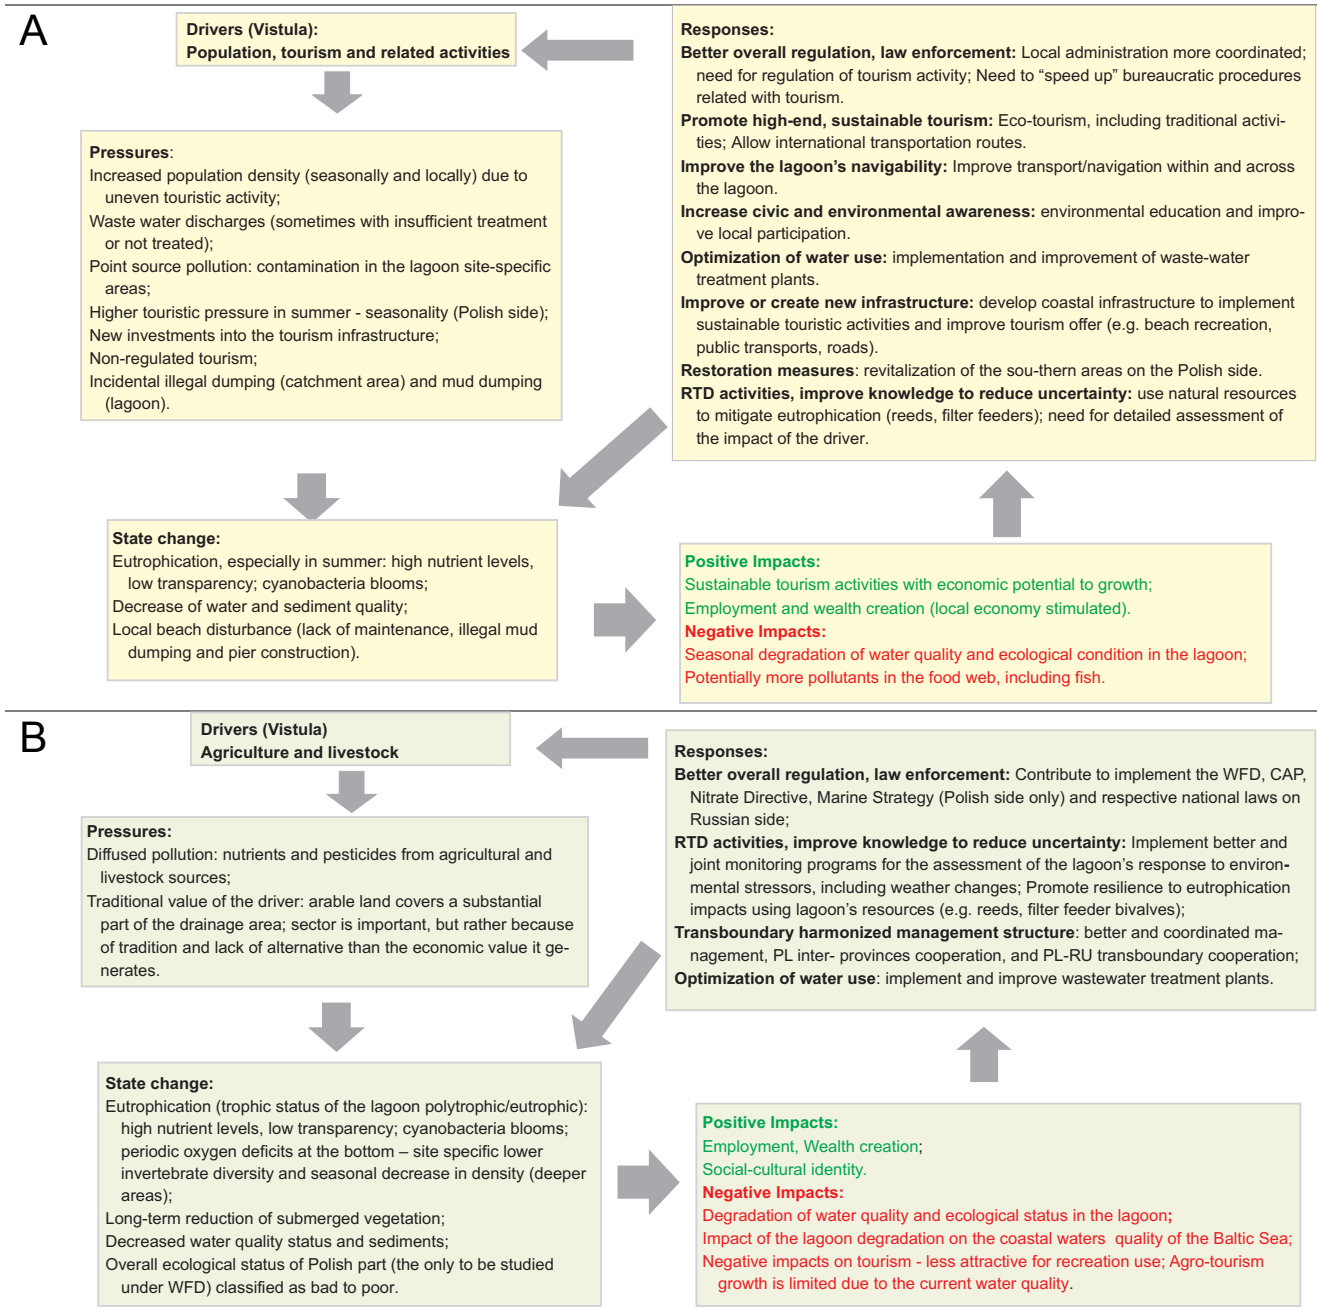 A
Drivers (Vistula):
Population, tourism and related activities
Pressures:
Increased population density (seasonally and locally) due to
uneven touristic activity;
Waste water discharges (sometimes with insufficient treatment
or not treated);
Point source pollution: contamination in the lagoon site-specific
areas;
Higher touristic pressure in summer - seasonality (Polish side);
New investments into the tourism infrastructure;
Non-regulated tourism;
Incidental illegal dumping (catchment area) and mud dumping
(lagoon).
State change:
Eutrophication, especially in summer: high nutrient levels,
low transparency; cyanobacteria blooms;
Decrease of water and sediment quality;
Local beach disturbance (lack of maintenance, illegal mud
dumping and pier construction).
Responses:
Better overall regulation, law enforcement: Local administration more coordinated;
need for regulation of tourism activity; Need to “speed up” bureaucratic procedures
related with tourism.
Promote high-end, sustainable tourism: Eco-tourism, including traditional activi-
ties; Allow international transportation routes.
Improve the lagoon’s navigability: Improve transport/navigation within and across
the lagoon.
Increase civic and environmental awareness: environmental education and impro-
ve local participation.
Optimization of water use: implementation and improvement of waste-water
treatment plants.
Improve or create new infrastructure: develop coastal infrastructure to implement
sustainable touristic activities and improve tourism offer (e.g. beach recreation,
public transports, roads).
Restoration measures: revitalization of the sou-thern areas on the Polish side.
RTD activities, improve knowledge to reduce uncertainty: use natural resources
to mitigate eutrophication (reeds, filter feeders); need for detailed assessment of
the impact of the driver.
Positive Impacts:
Sustainable tourism activities with economic potential to growth;
Employment and wealth creation (local economy stimulated).
Negative Impacts:
Seasonal degradation of water quality and ecological condition in the lagoon;
Potentially more pollutants in the food web, including fish.
B
Drivers (Vistula)
Agriculture and livestock
Pressures:
Diffused pollution: nutrients and pesticides from agricultural and
livestock sources;
Traditional value of the driver: arable land covers a substantial
part of the drainage area; sector is important, but rather because
of tradition and lack of alternative than the economic value it ge-
nerates.
State change:
Eutrophication (trophic status of the lagoon polytrophic/eutrophic):
high nutrient levels, low transparency; cyanobacteria blooms;
periodic oxygen deficits at the bottom – site specific lower
invertebrate diversity and seasonal decrease in density (deeper
areas);
Long-term reduction of submerged vegetation;
Decreased water quality status and sediments;
Overall ecological status of Polish part (the only to be studied
under WFD) classified as bad to poor.
Responses:
Better overall regulation, law enforcement: Contribute to implement the WFD, CAP,
Nitrate Directive, Marine Strategy (Polish side only) and respective national laws on
Russian side;
RTD activities, improve knowledge to reduce uncertainty: Implement better and
joint monitoring programs for the assessment of the lagoon’s response to environ-
mental stressors, including weather changes; Promote resilience to eutrophication
impacts using lagoon’s resources (e.g. reeds, filter feeder bivalves);
Transboundary harmonized management structure: better and coordinated ma-
nagement, PL inter- provinces cooperation, and PL-RU transboundary cooperation;
Optimization of water use: implement and improve wastewater treatment plants.
Positive Impacts:
Employment, Wealth creation;
Social-cultural identity.
Negative Impacts:
Degradation of water quality and ecological status in the lagoon;
Impact of the lagoon degradation on the coastal waters quality of the Baltic Sea;
Negative impacts on tourism - less attractive for recreation use; Agro-tourism
growth is limited due to the current water quality.